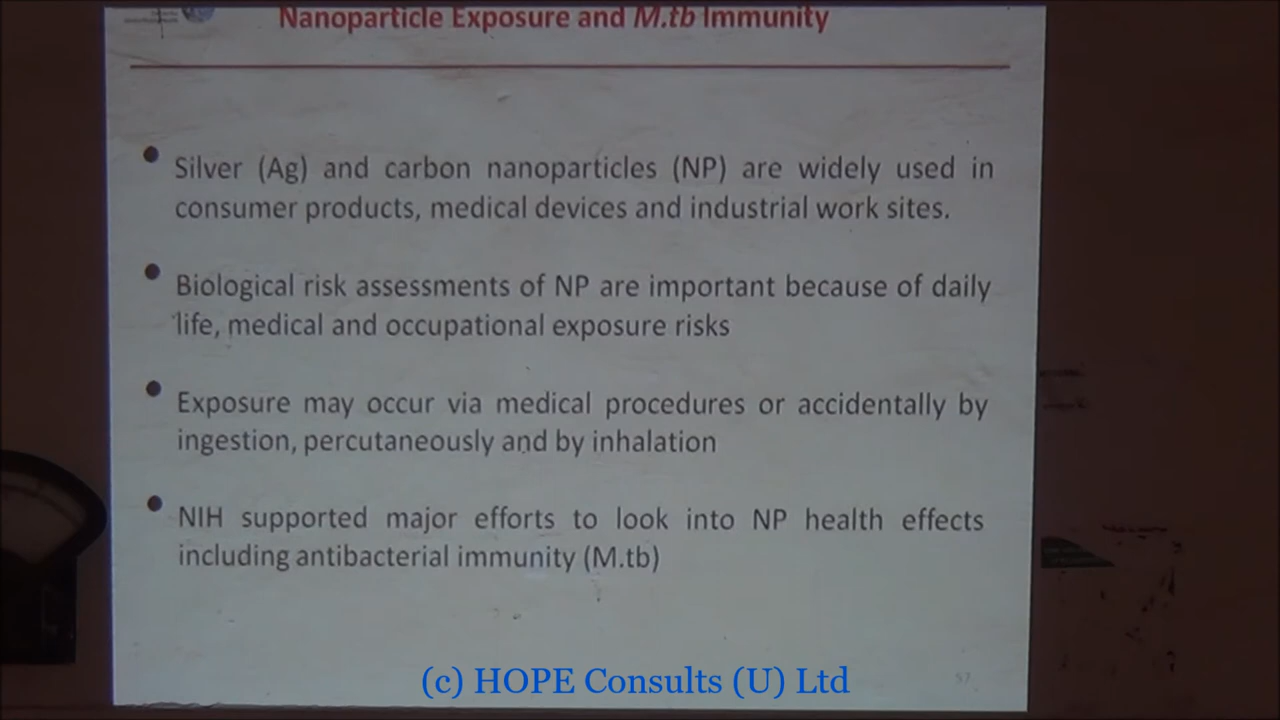 Nanoparticle Exposure and M.tb Immunity
• Silver (Ag) and carbon nanoparticles (NP) are widely used in
consumer products, medical devices and industrial work sites.
• Biological risk assessments of NP are important because of daily
life, medical and occupational exposure risks
• Exposure may occur via medical procedures or accidentally by
ingestion, percutaneously and by inhalation
• NIH supported major efforts to look into NP health effects
including antibacterial immunity (M.tb)
(c) HOPE Consults (U) Ltd
57